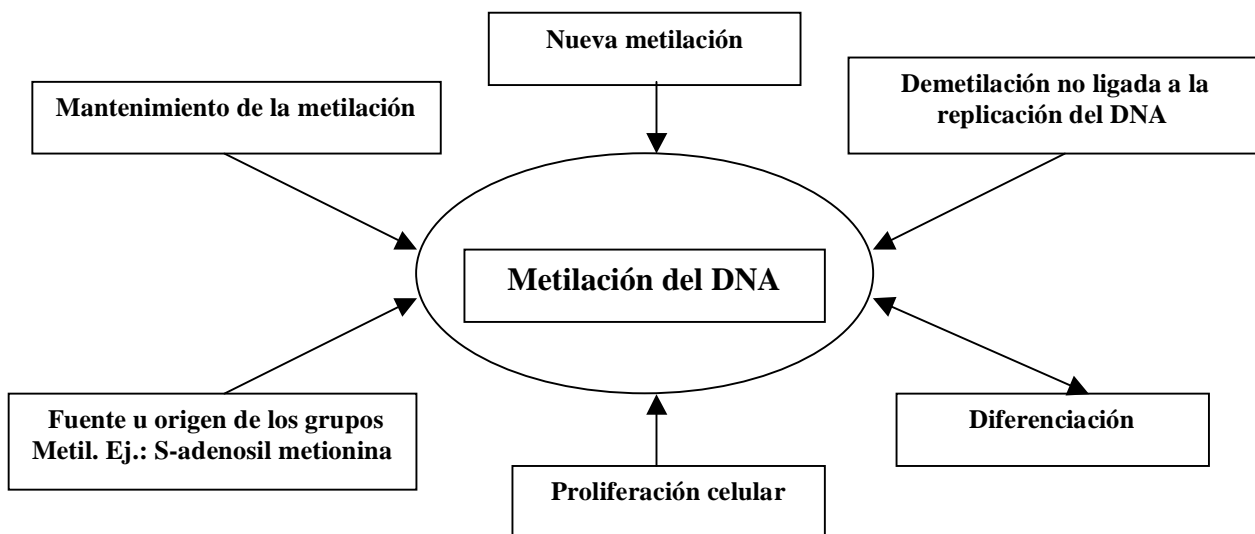 Nueva metilación
Mantenimiento de la metilación
Demetilación no ligada a la
replicación del DNA
Metilación del DNA
Fuente u origen de los grupos
Metil. Ej.: S-adenosil metionina
Diferenciación
Proliferación celular